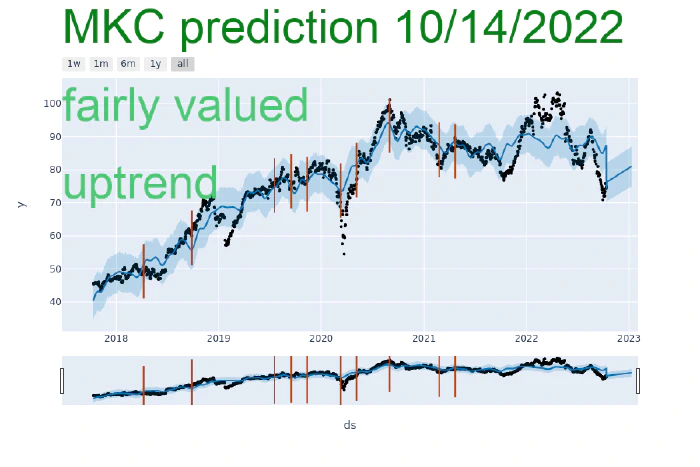 MKC prediction 10/14/2022
1w 1m 6m 1y all
fairly valued
uptrend
100
90
80
70
60
50
40
y
2018 2019 2020 2021 2022 2023
ds